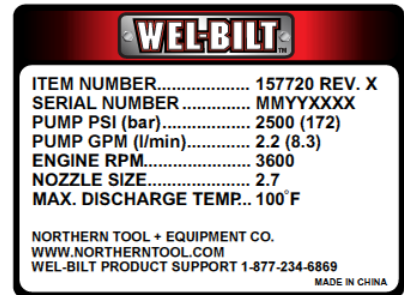 WEL-BILT TM
ITEM NUMBER................... 157720 REV. X
SERIAL NUMBER .............. MMYYXXXX
PUMP PSI (bar).................. 2500 (172)
PUMP GPM (l/min)............. 2.2 (8.3)
ENGINE RPM...................... 3600
NOZZLE SIZE..................... 2.7
MAX. DISCHARGE TEMP... 100°F
NORTHERN TOOL + EQUIPMENT CO.
WWW.NORTHERNTOOL.COM
WEL-BILT PRODUCT SUPPORT 1-877-234-6869
MADE IN CHINA